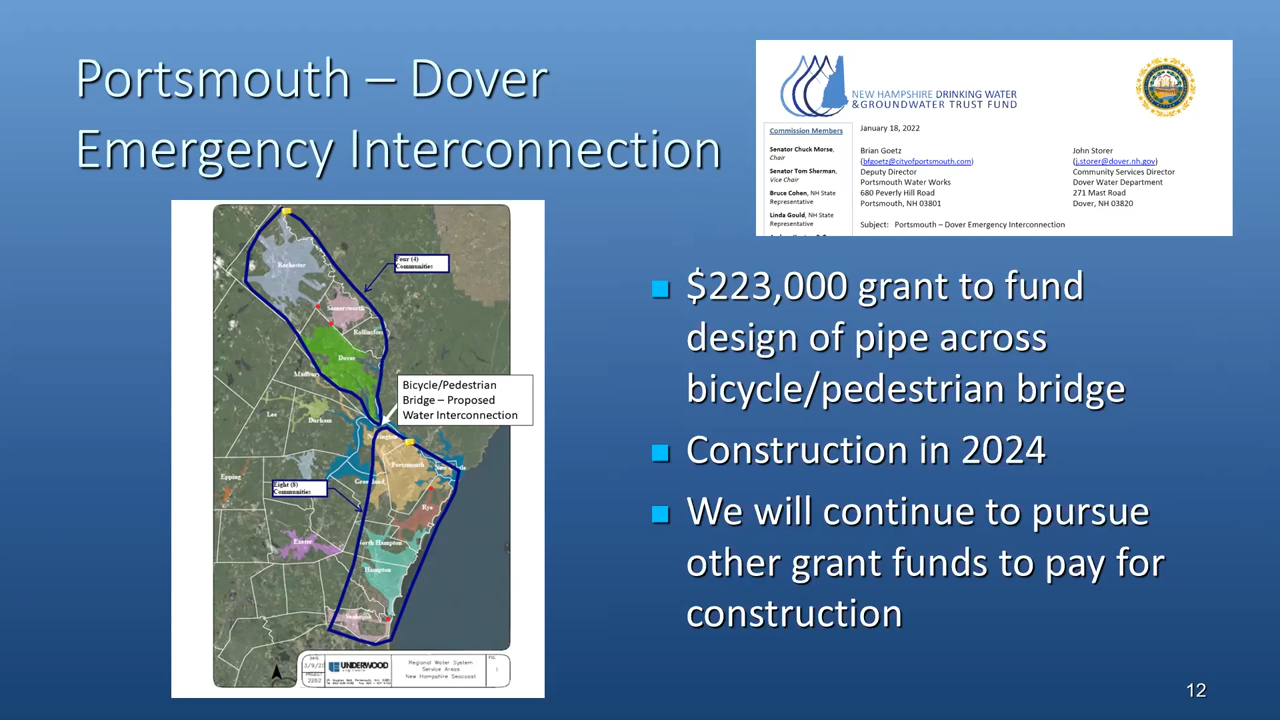 Portsmouth – Dover
Emergency Interconnection
NEW HAMPSHIRE DRINKING WATER
&GROUNDWATER TRUST FUND
Commission Members
Senator Chuck Morse,
Chair
Senator Tom Sherman,
Vice Chair
Bruce Cohen, NH State
Representative
Linda Gould, NH State
Representative
January 18, 2022
Brian Goetz
(bfgoetz@cityofportsmouth.com)
Deputy Director
Portsmouth Water Works
680 Peverly Hill Road
Portsmouth, NH 03801
John Storer
(j.storer@dover.nh.gov)
Community Services Director
Dover Water Department
271 Mast Road
Dover, NH 03820
Subject: Portsmouth – Dover Emergency Interconnection
Rochester
Four (4)
Communities
Somersworth
Rollinsford
Dover
Madbury
Bicycle/Pedestrian
Bridge – Proposed
Water Interconnection
Lee
Durham
Portsmouth
Epping
Greenland
Eight (8)
Communities
Rye
Exeter
North Hampton
Hampton
Seabrook
UNDERWOOD
Regional Water System
Service Areas
New Hampshire Seacoast
$223,000 grant to fund
design of pipe across
bicycle/pedestrian bridge
Construction in 2024
We will continue to pursue
other grant funds to pay for
construction
12